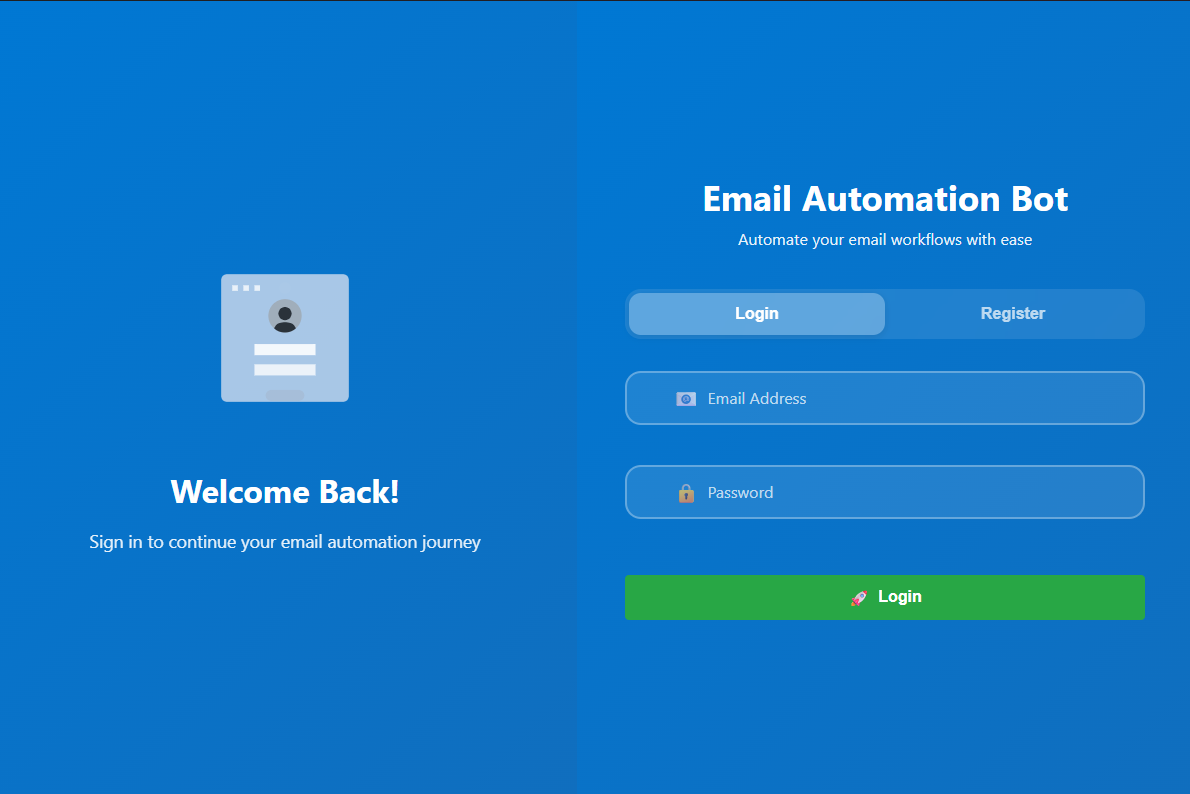 Welcome Back!
Sign in to continue your email automation journey
Email Automation Bot
Automate your email workflows with ease
Login
Register
Email Address
Password
Login